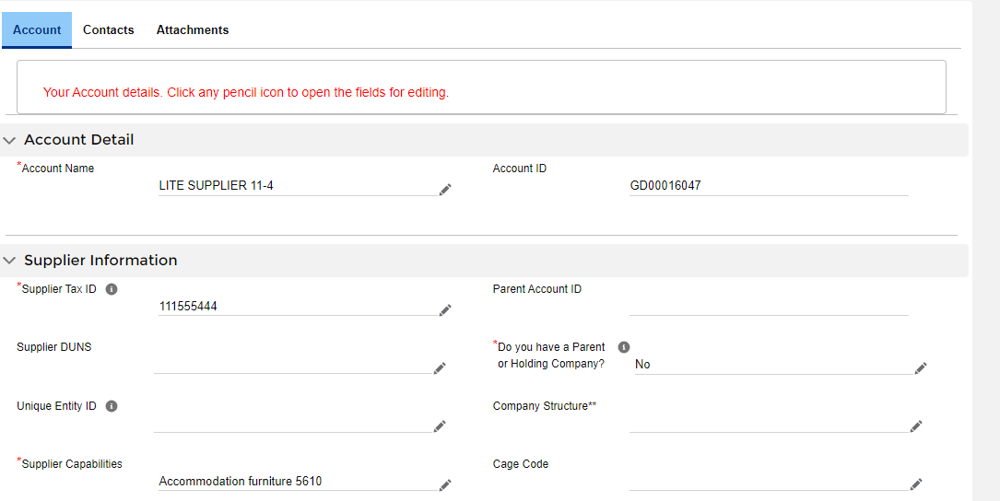 Account Contacts Attachments
Your Account details. Click any pencil icon to open the fields for editing.
Account Detail
*Account Name
LITE SUPPLIER 11-4
Account ID
GD00016047
Supplier Information
*Supplier Tax ID
111555444
Parent Account ID
Supplier DUNS
*Do you have a Parent
or Holding Company?
No
Unique Entity ID
Company Structure**
*Supplier Capabilities
Accommodation furniture 5610
Cage Code